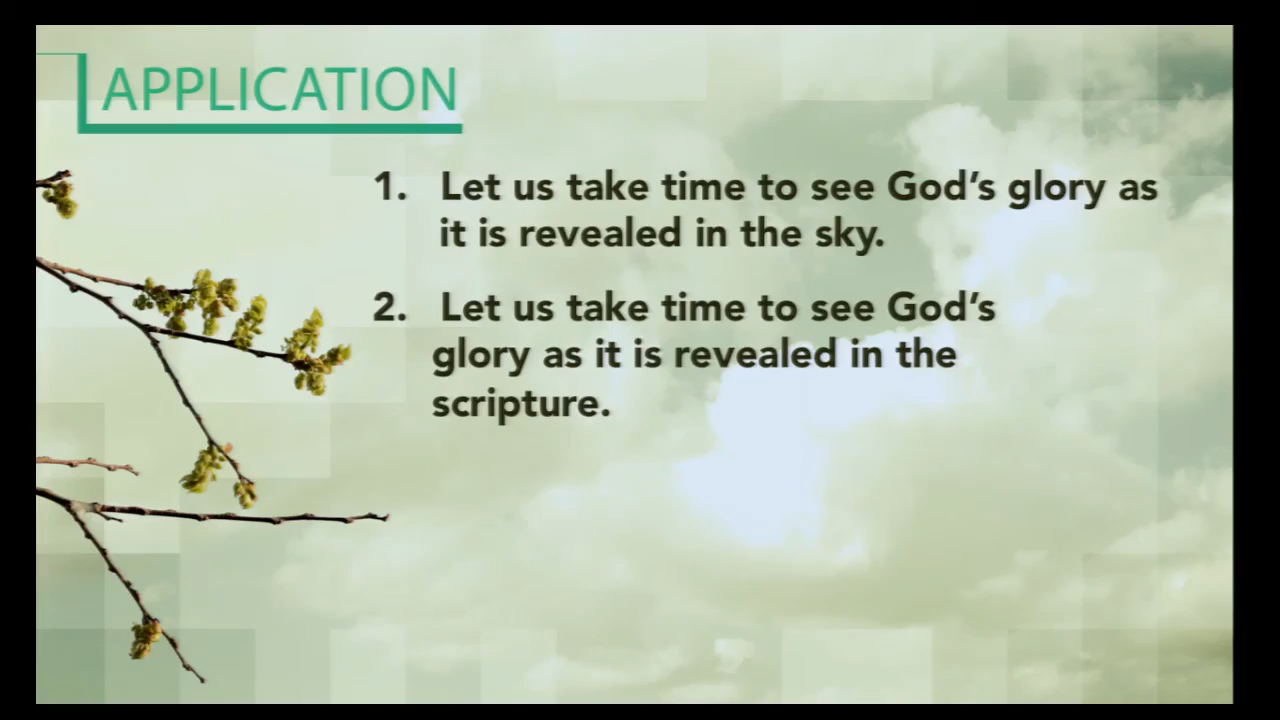 APPLICATION
1. Let us take time to see God's glory as
it is revealed in the sky.
2. Let us take time to see God's
glory as it is revealed in the
scripture.